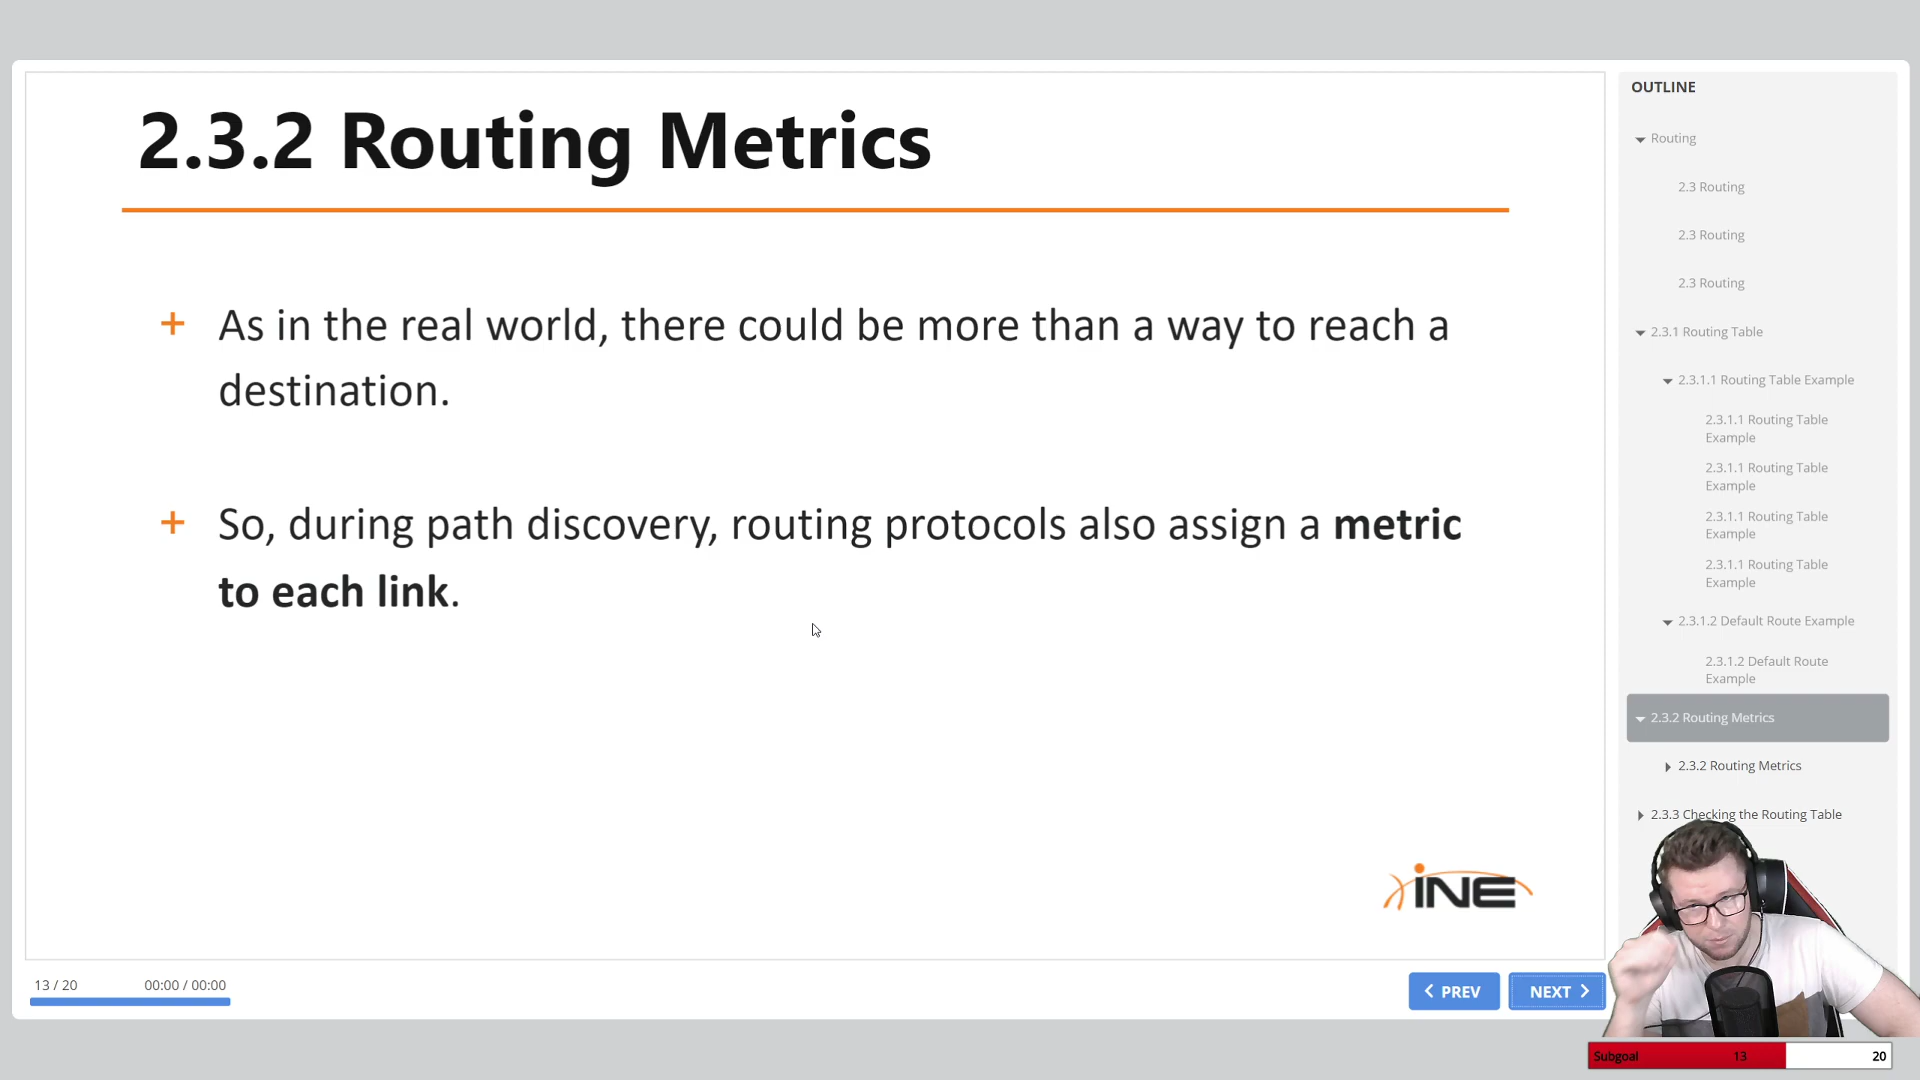 2.3.2 Routing Metrics
+ As in the real world, there could be more than a way to reach a
destination.
+ So, during path discovery, routing protocols also assign a metric
to each link.
INE
13 / 20
00:00 / 00:00
PREV
NEXT
OUTLINE
Routing
2.3 Routing
2.3 Routing
2.3 Routing
2.3.1 Routing Table
2.3.1.1 Routing Table Example
2.3.1.1 Routing Table
Example
2.3.1.1 Routing Table
Example
2.3.1.1 Routing Table
Example
2.3.1.1 Routing Table
Example
2.3.1.2 Default Route Example
2.3.1.2 Default Route
Example
2.3.2 Routing Metrics
2.3.2 Routing Metrics
2.3.3 Checking the Routing Table
Subgoal 13 20